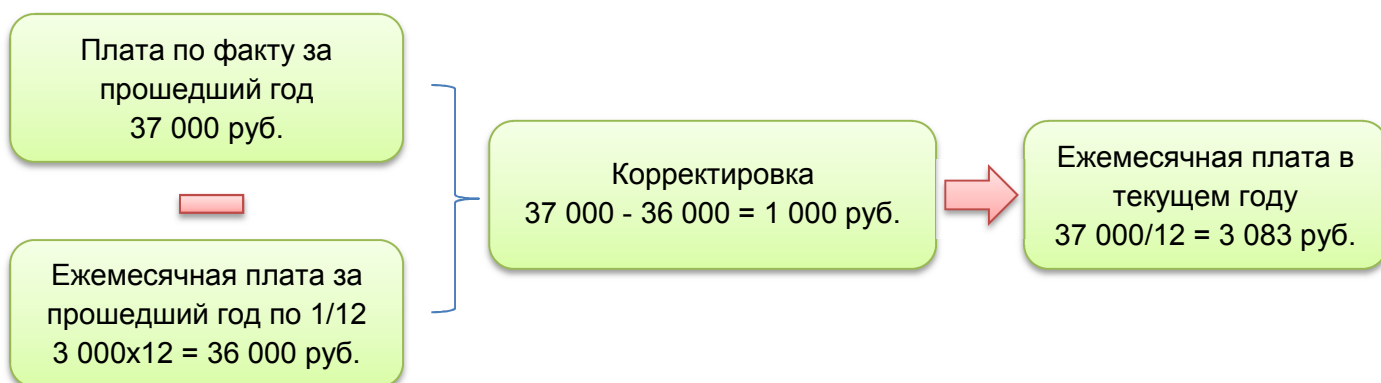 Плата по факту за
прошедший год
37 000 руб.
Ежемесячная плата за
прошедший год по 1/12
3 000х12 = 36 000 руб.
Корректировка
37 000 - 36 000 = 1 000 руб.
Ежемесячная плата в
текущем году
37 000/12 = 3 083 руб.